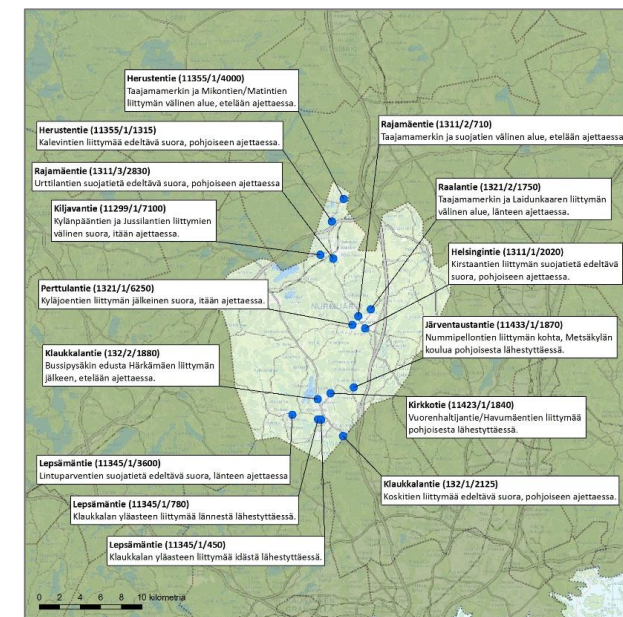 Herustentie (11355/1/4000)
Taajamamerkin ja Mikontien/Matintien
liittymän välinen alue, etelään ajettaessa.
Herustentie (11355/1/1315)
Kalevintien liittymää edeltävä suora, pohjoiseen ajettaessa.
Rajamäentie (1311/2/710)
Taajamamerkin ja suojatien välinen alue, etelään ajettaessa
Rajamäentie (1311/3/2830)
Urttilantien suojatietä edeltävä suora, pohjoiseen ajettaessa
Raalantie (1321/2/1750)
Taajamamerkin ja Laidunkaaren liittymän
välinen alue, länteen ajettaessa.
Kiljavantie (11299/1/7100)
Kylänpääntien ja Jussilantien liittymien
välinen suora, itään ajettaessa.
Helsingintie (1311/1/2020)
Kirstaantien liittymän suojatietä edeltävä
suora, pohjoiseen ajettaessa.
Perttulantie (1321/1/6250)
Kyläjoentien liittymän jälkeinen suora, itään ajettaessa.
NURMIJÄRVI
Järventaustantie (11433/1/1870)
Nummipellontien liittymän kohta, Metsäkylän
koulua pohjoisesta lähestyttäessä.
Klaukkalantie (132/2/1880)
Bussipysäkin edusta Härkämäen liittymän
jälkeen, etelään ajettaessa.
Kirkkotie (11423/1/1840)
Vuorenhaltijantie/Havumäentien liittymää
pohjoisesta lähestyttäessä.
Lepsämäntie (11345/1/3600)
Lintuparventien suojatietä edeltävä suora, länteen ajettaessa
Klaukkalantie (132/1/2125)
Koskitien liittymää edeltävä suora, pohjoiseen ajettaessa.
Lepsämäntie (11345/1/780)
Klaukkalan yläasteen liittymää lännestä lähestyttäessä.
Lepsämäntie (11345/1/450)
Klaukkalan yläasteen liittymää idästä lähestyttäessä.
0 2 4 6 8 10 kilometriä